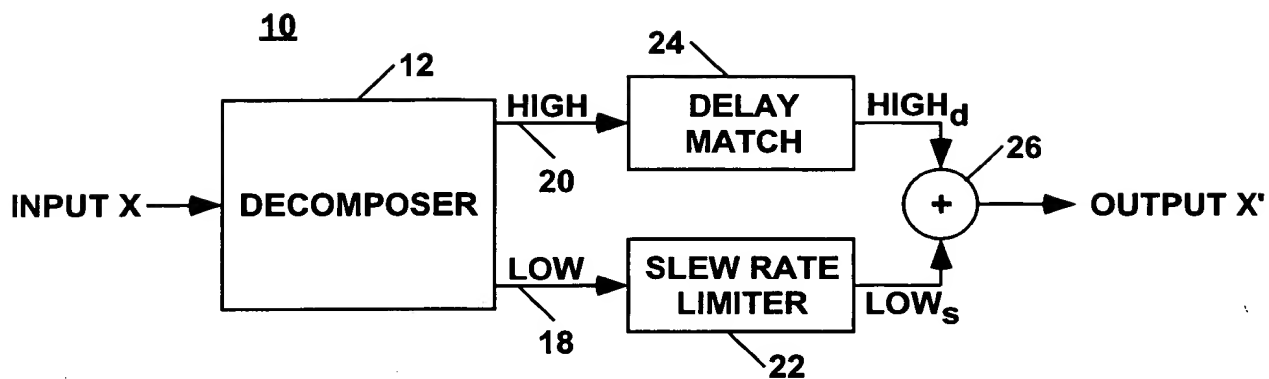 10
12
24
HIGH
DELAY
MATCH
HIGHd
20
26
INPUT X
DECOMPOSER
+
OUTPUT X'
LOW
SLEW RATE
LIMITER
LOWs
18
22